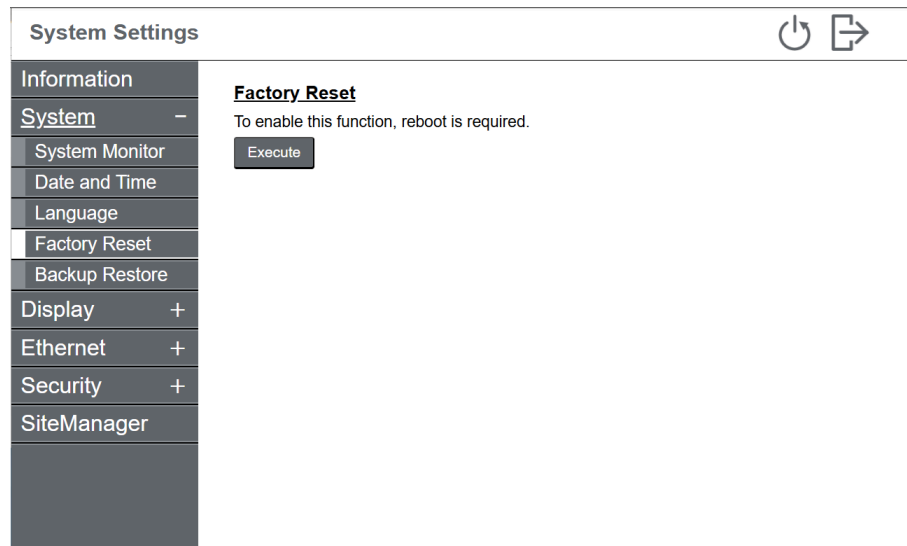 System Settings
Information
System −
System Monitor
Date and Time
Language
Factory Reset
Backup Restore
Display +
Ethernet +
Security +
SiteManager
Factory Reset
To enable this function, reboot is required.
Execute